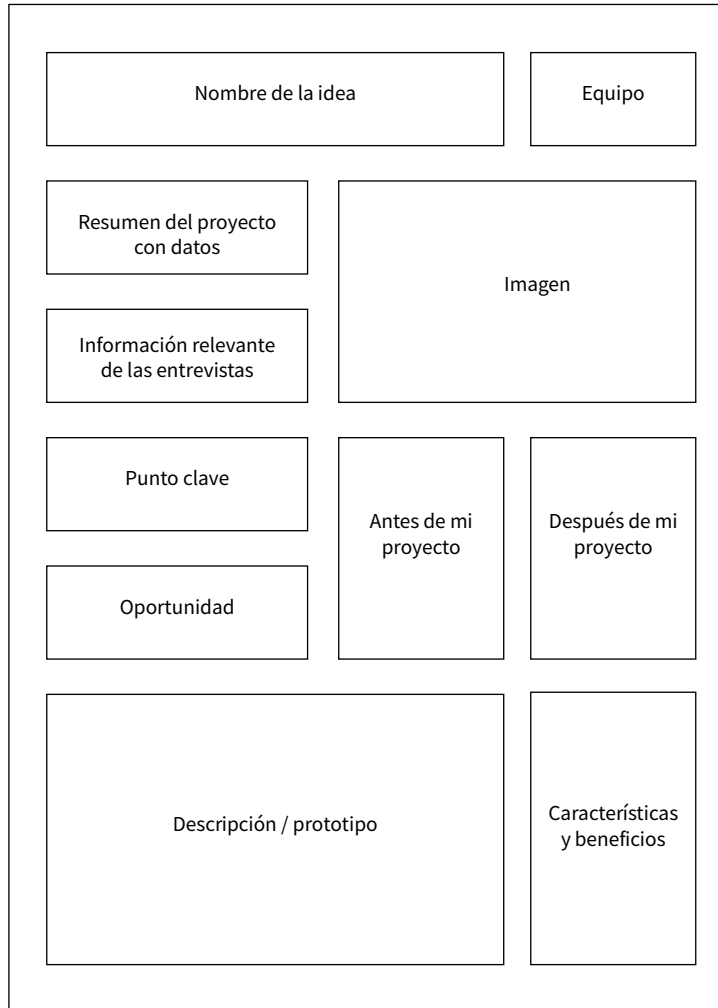 Nombre de la idea
Equipo
Resumen del proyecto
con datos
Imagen
Información relevante
de las entrevistas
Punto clave
Antes de mi
proyecto
Después de mi
proyecto
Oportunidad
Descripción / prototipo
Características
y beneficios